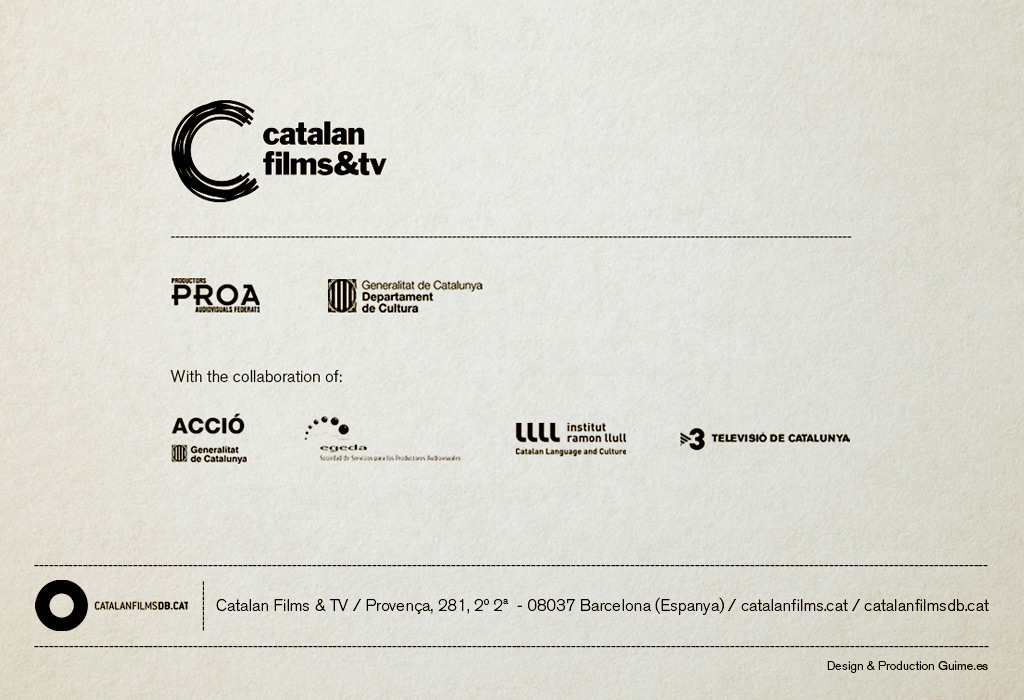 catalan
films&tv
PRODUCTORS
PROA
AUDIOVISUALS FEDERATS
Generalitat de Catalunya
Departament
de Cultura
With the collaboration of:
ACCIÓ
Generalitat
de Catalunya
egeda
Sociedad De Servicios para los Productores Audiovisuales
LLLL institut
ramon llull
Catalan Language and Culture
3 TELEVISIÓ DE CATALUNYA
CATALANFILMSDB.CAT
Catalan Films & TV / Provença, 281, 2º 2ª - 08037 Barcelona (Espanya) / catalanfilms.cat / catalanfilmsdb.cat
Design & Production Guime.es